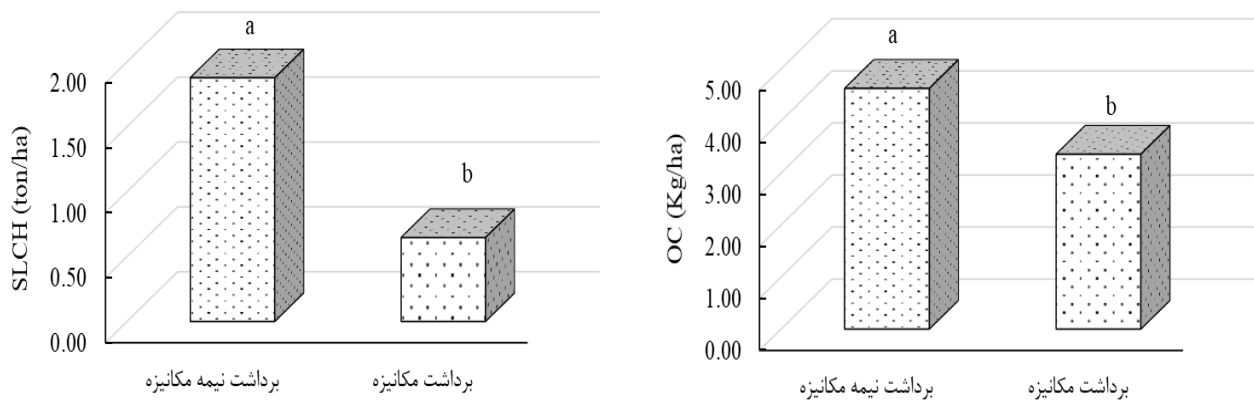 SLCH (ton/ha)
2.00
1.50
1.00
0.50
0.00
a
b
برداشت نیمه مکانیزه
برداشت مکانیزه
OC (Kg/ha)
5.00
4.00
3.00
2.00
1.00
0.00
a
b
برداشت نیمه مکانیزه
برداشت مکانیزه